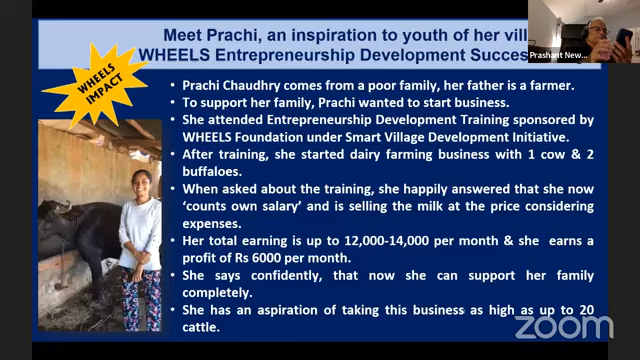 Meet Prachi, an inspiration to youth of her vill
WHEELS Entrepreneurship Development Succes
Prashant New...
WHEELS
IMPACT
• Prachi Chaudhry comes from a poor family, her father is a farmer.
• To support her family, Prachi wanted to start business.
• She attended Entrepreneurship Development Training sponsored by
WHEELS Foundation under Smart Village Development Initiative.
• After training, she started dairy farming business with 1 cow & 2
buffaloes.
• When asked about the training, she happily answered that she now
‘counts own salary’ and is selling the milk at the price considering
expenses.
• Her total earning is up to 12,000-14,000 per month & she earns a
profit of Rs 6000 per month.
• She says confidently, that now she can support her family
completely.
• She has an aspiration of taking this business as high as up to 20
cattle.
zoom